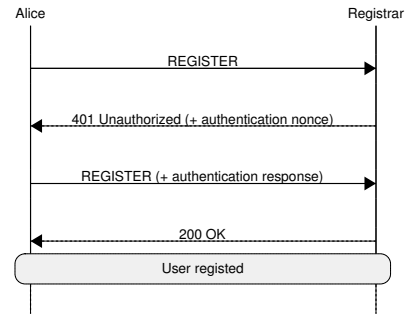 Alice Registrar
REGISTER
401 Unauthorized (+ authentication nonce)
REGISTER (+ authentication response)
200 OK
User registed